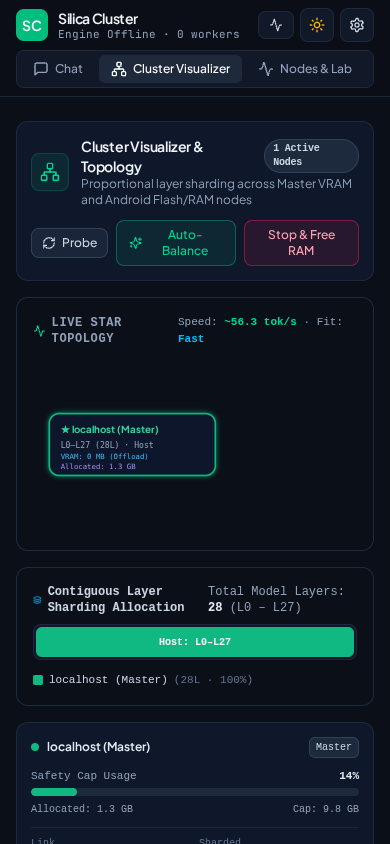 SC
Silica Cluster
Engine Offline · 0 workers
Chat
Cluster Visualizer
Nodes & Lab
Cluster Visualizer &
Topology
1 Active
Nodes
Proportional layer sharding across Master VRAM
and Android Flash/RAM nodes
Probe
Auto-
Balance
Stop & Free
RAM
LIVE STAR
TOPOLOGY
Speed: ~56.3 tok/s · Fit:
Fast
★ localhost (Master)
L0–L27 (28L) · Host
VRAM: 0 MB (Offload)
Allocated: 1.3 GB
Contiguous Layer
Sharding Allocation
Total Model Layers:
28 (L0 – L27)
Host: L0–L27
localhost (Master) (28L · 100%)
localhost (Master)
Master
Safety Cap Usage
14%
Allocated: 1.3 GB
Cap: 9.8 GB
Link
Sharded